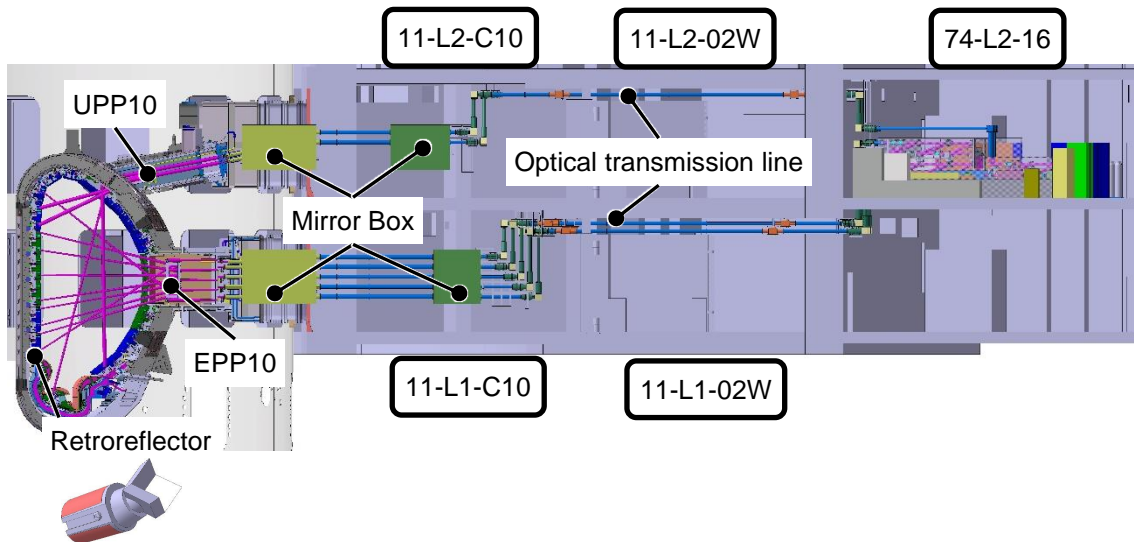 11-L2-C10
11-L2-02W
74-L2-16
UPP10
Optical transmission line
Mirror Box
EPP10
11-L1-C10
11-L1-02W
Retroreflector